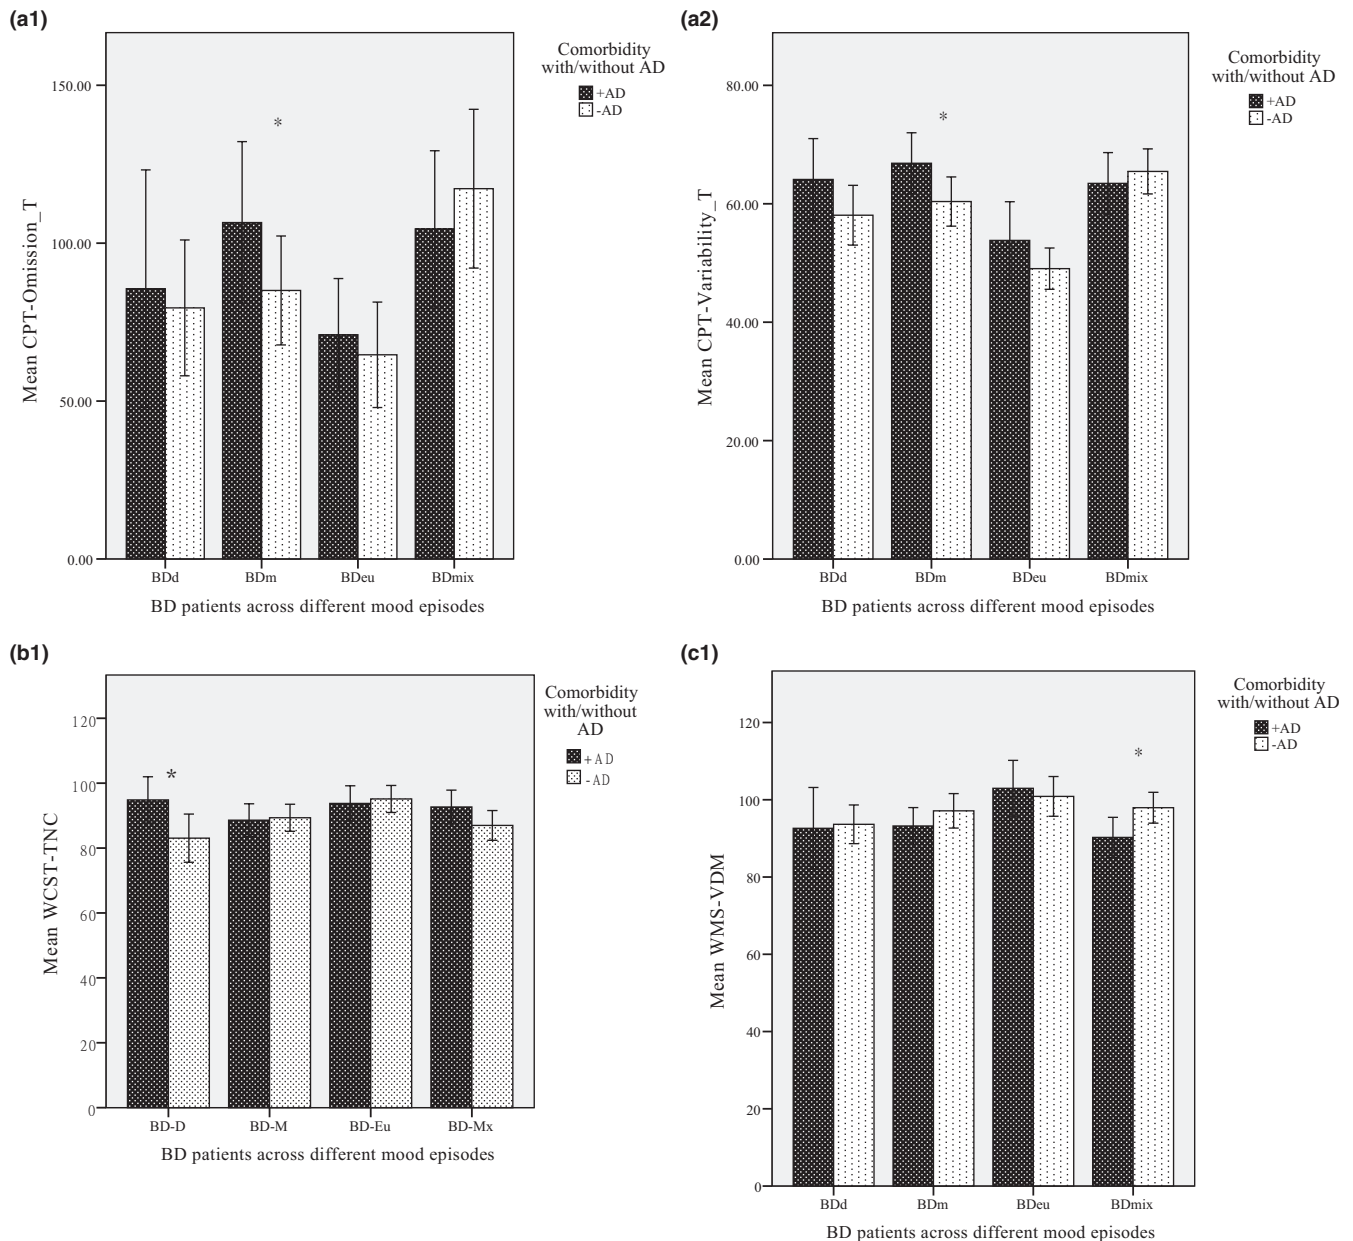 (a1)
Comorbidity
with/without AD
+AD
-AD
*
150.00
100.00
50.00
0.00
Mean CPT-Omission_T
BDd BDm BDeu BDmix
BD patients across different mood episodes
(a2)
Comorbidity
with/without AD
+AD
-AD
*
80.00
60.00
40.00
20.00
0.00
Mean CPT-Variability_T
BDd BDm BDeu BDmix
BD patients across different mood episodes
(b1)
Comorbidity
with/without
AD
+AD
-AD
*
120
100
80
60
40
20
0
Mean WCST-TNC
BD-D BD-M BD-Eu BD-Mx
BD patients across different mood episodes
(c1)
Comorbidity
with/without AD
+AD
-AD
*
120
100
80
60
40
20
0
Mean WMS-VDM
BDd BDm BDeu BDmix
BD patients across different mood episodes